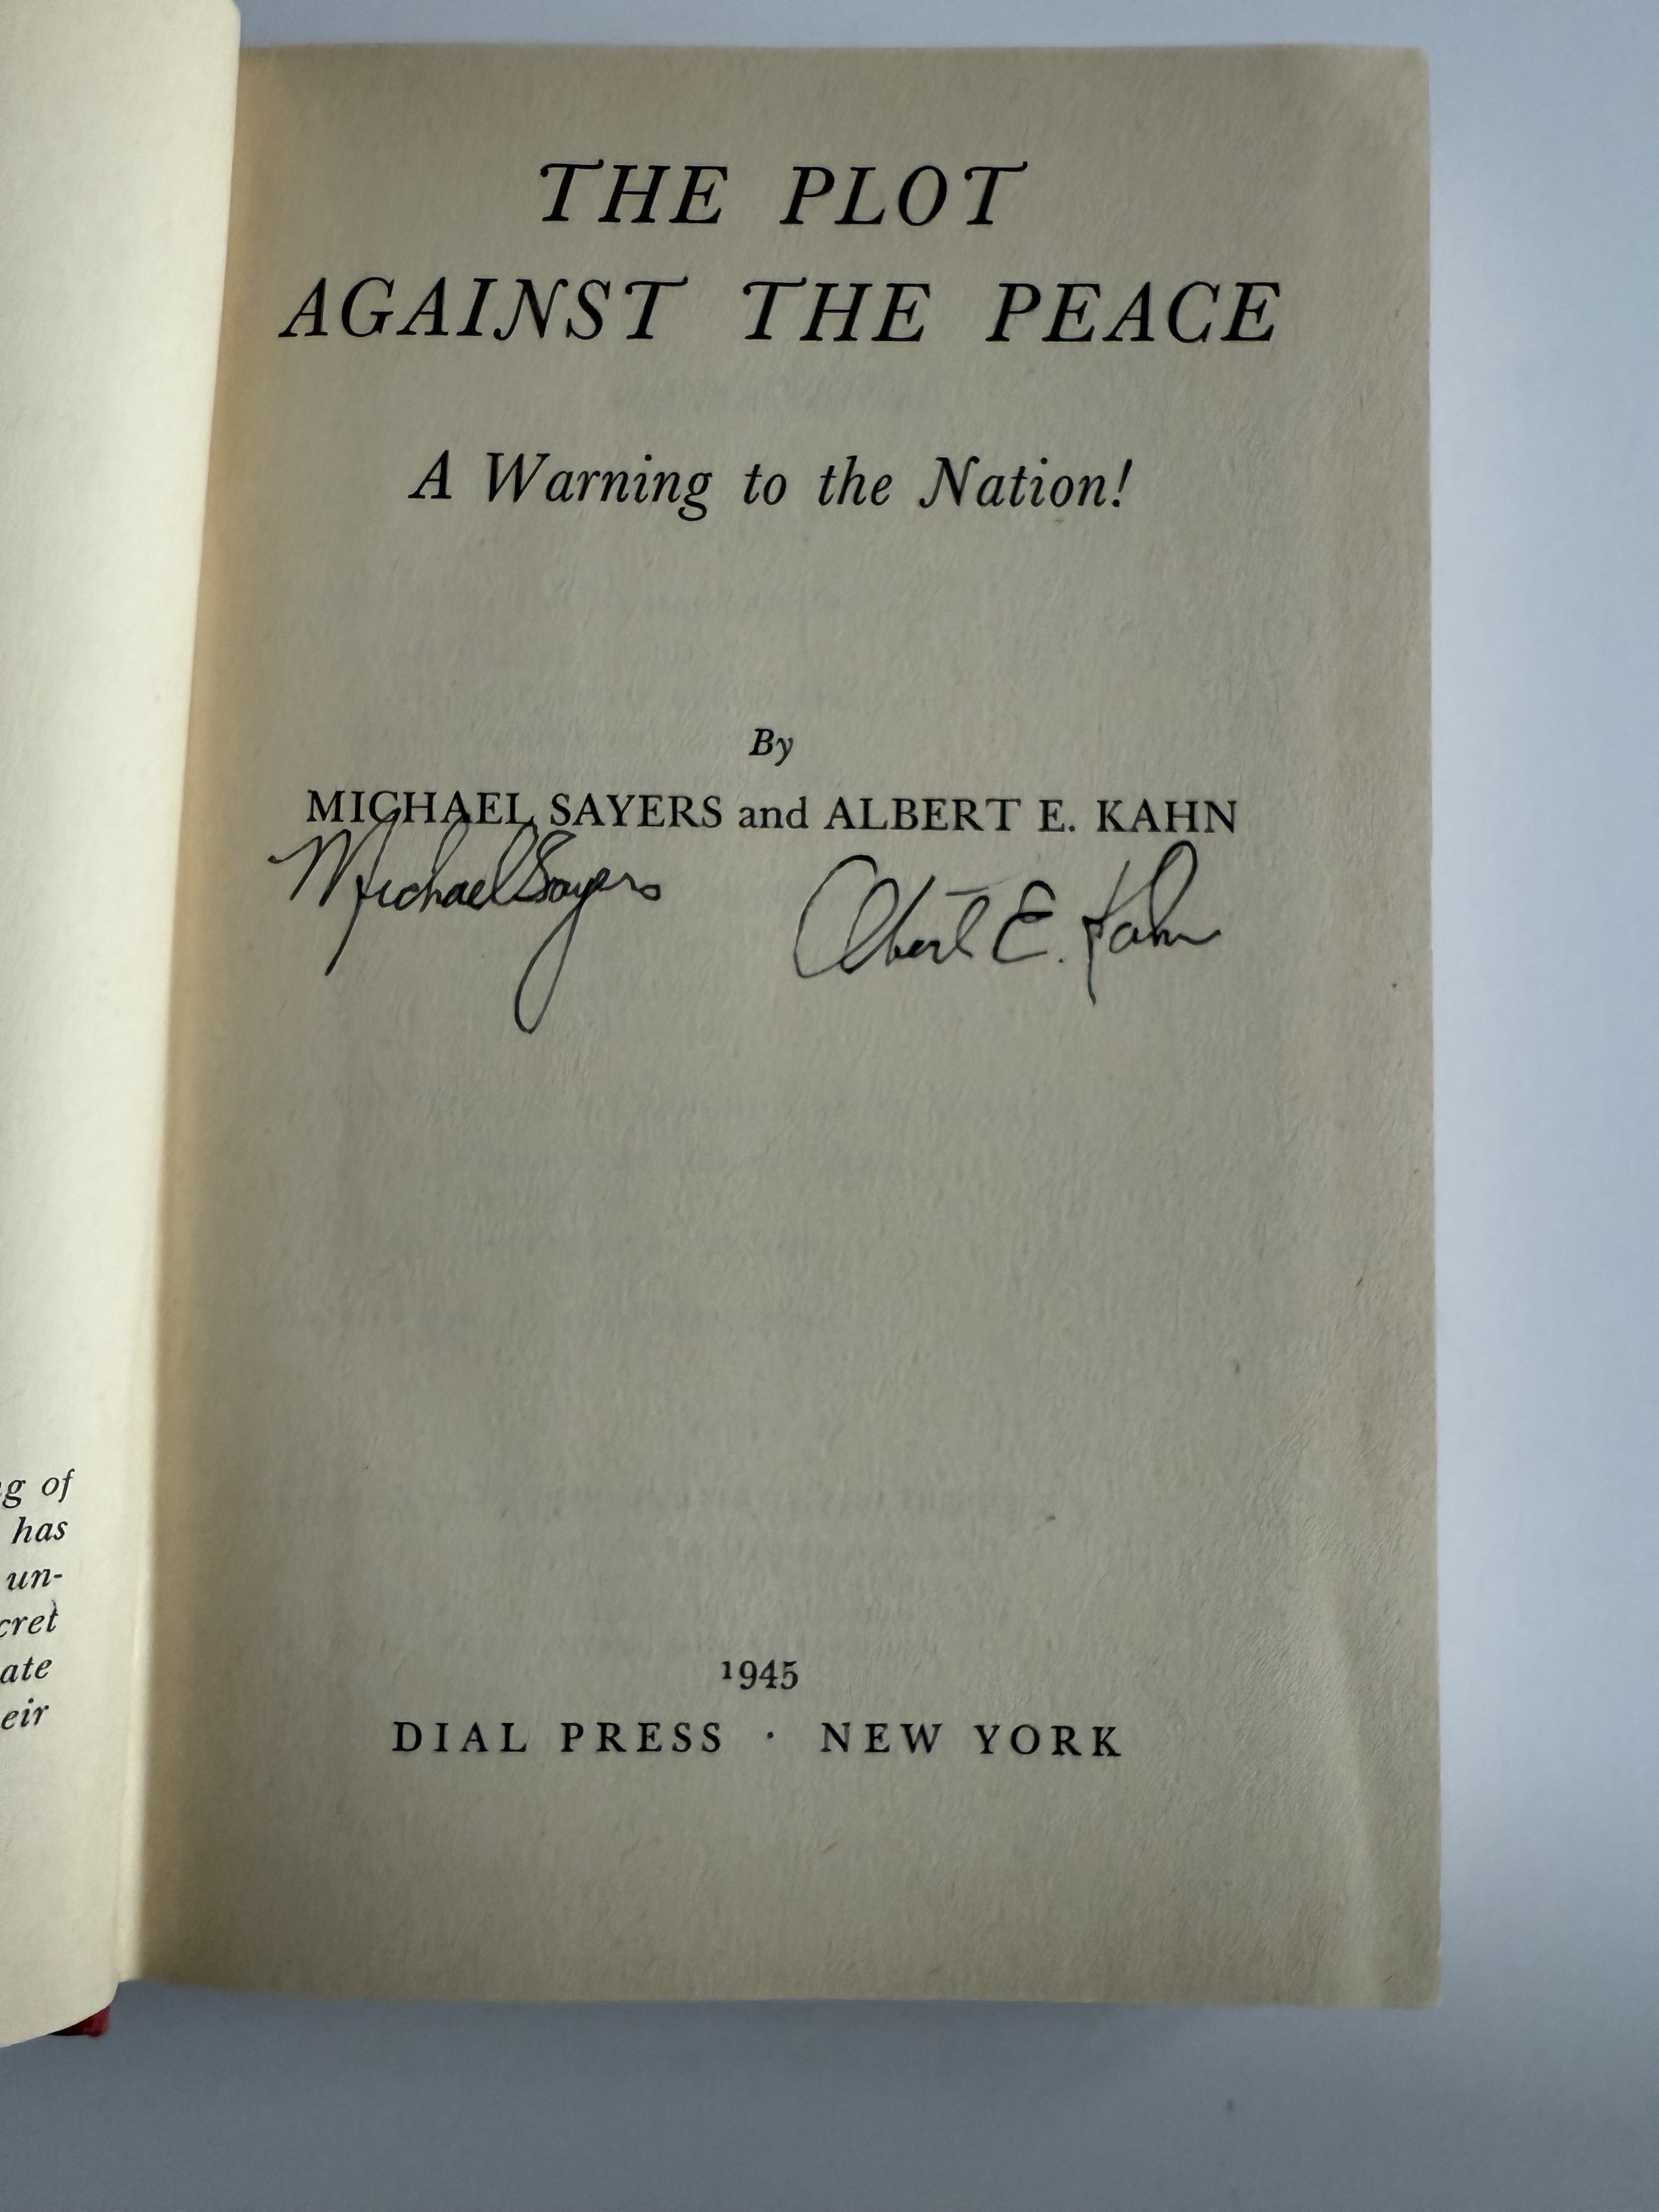 THE PLOT
AGAINST THE PEACE
A Warning to the Nation!
By
MICHAEL SAYERS and ALBERT E. KAHN
Michael Sayers
Albert E. Kahn
1945
DIAL PRESS · NEW YORK
g of
has
un-
cret
ate
eir